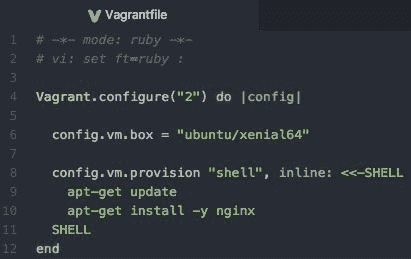 Vagrantfile
1 # -*- mode: ruby -*-
2 # vi: set ft=ruby :
3
4 Vagrant.configure("2") do |config|
5
6   config.vm.box = "ubuntu/xenial64"
7
8   config.vm.provision "shell", inline: <<-SHELL
9     apt-get update
10     apt-get install -y nginx
11   SHELL
12 end